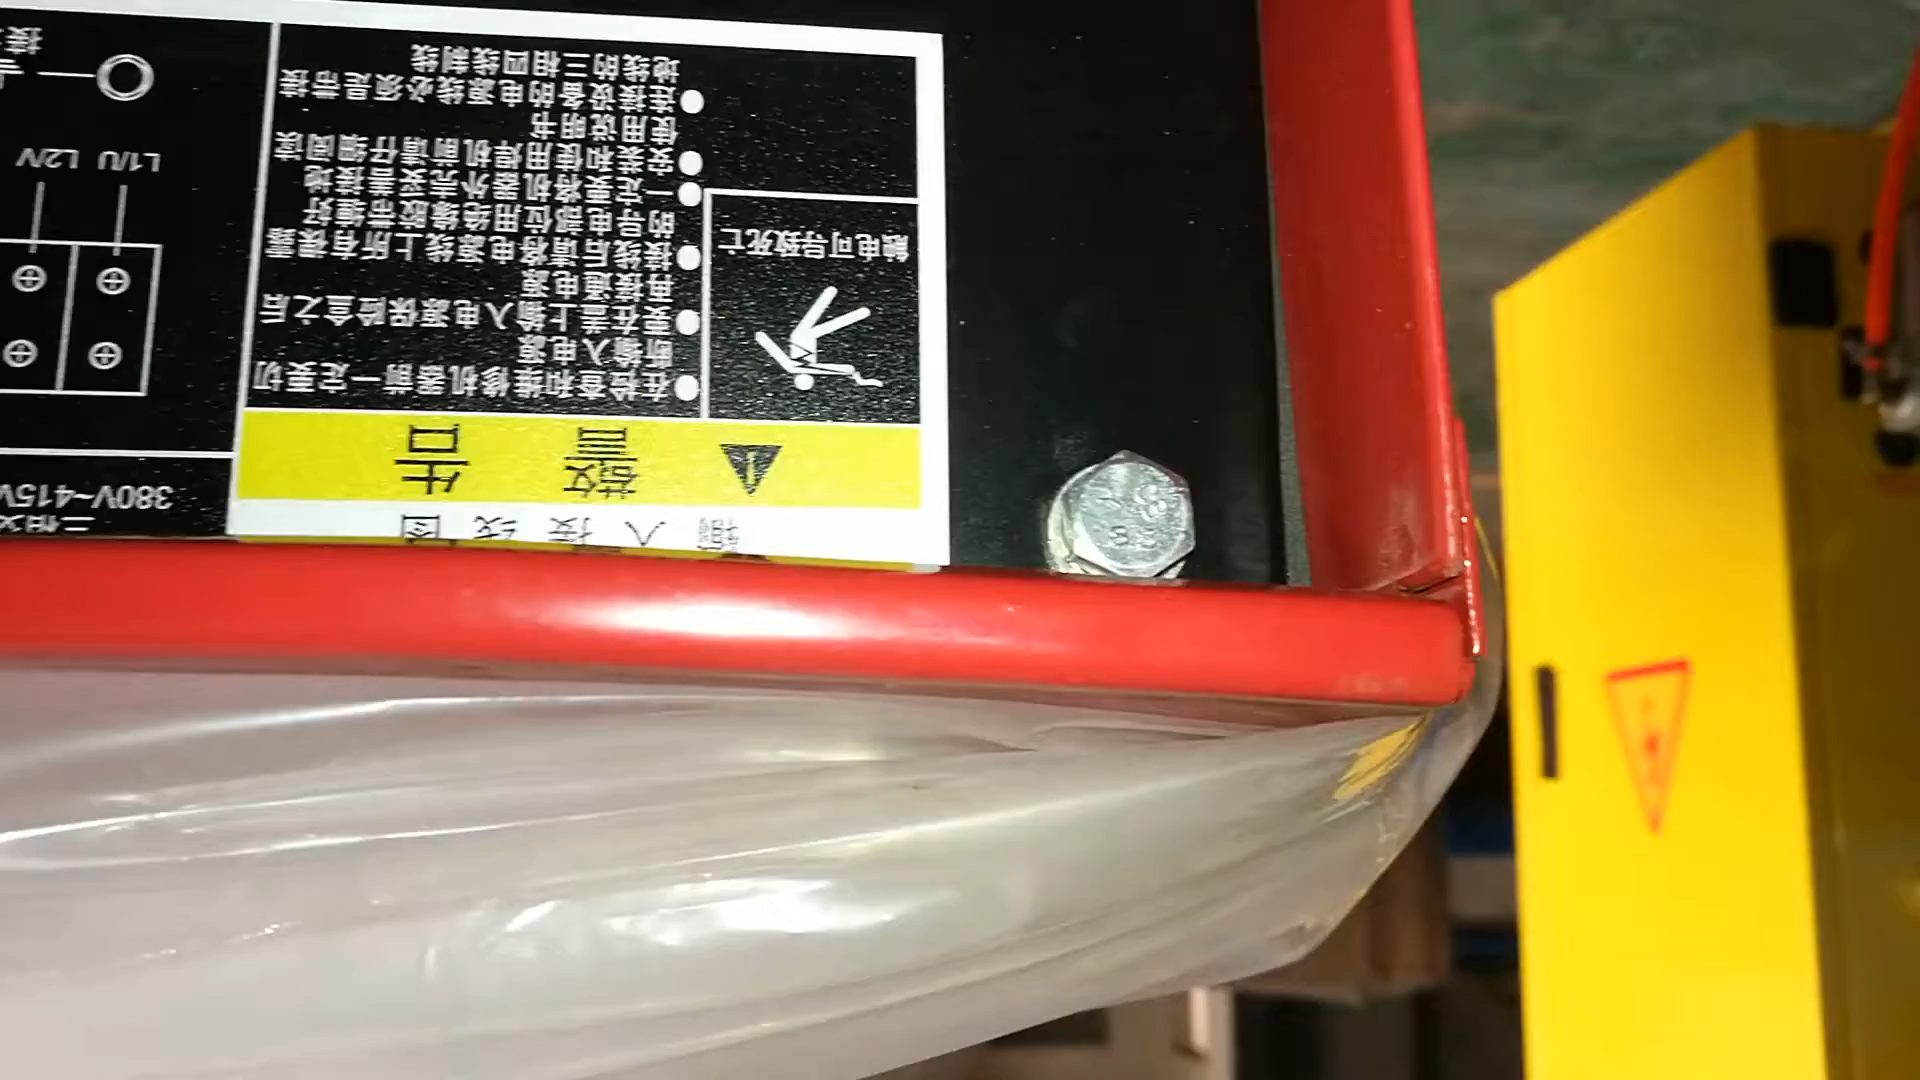 输入接线图
警告
●在检查和维修机器前一定要切
断输入电源
●要在盖上输入电源保险盒之后
再接通电源
●接线后请将电源线上所有裸露
的导电部位用绝缘胶带缠好
●一定要将机器外壳妥善接地
●安装和使用焊机前请仔细阅读
使用说明书
●连接设备的电源线必须是带接
地线的三相四线制线
触电可导致死亡
380V~415V
L1/U L2/V
接
8.8